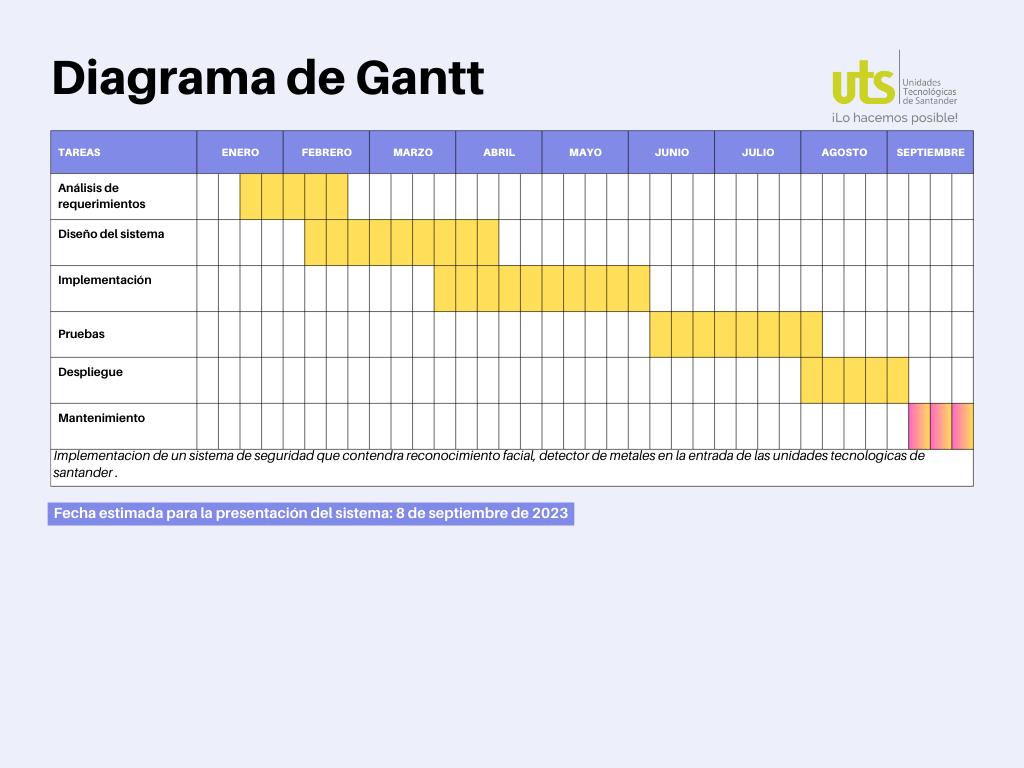 Diagrama de Gantt
uts
Unidades
Tecnológicas
de Santander
¡Lo hacemos posible!
TAREAS ENERO FEBRERO MARZO ABRIL MAYO JUNIO JULIO AGOSTO SEPTIEMBRE
Análisis de
requerimientos
Diseño del sistema
Implementación
Pruebas
Despliegue
Mantenimiento
Implementacion de un sistema de seguridad que contendra reconocimiento facial, detector de metales en la entrada de las unidades tecnologicas de
santander .
Fecha estimada para la presentación del sistema: 8 de septiembre de 2023